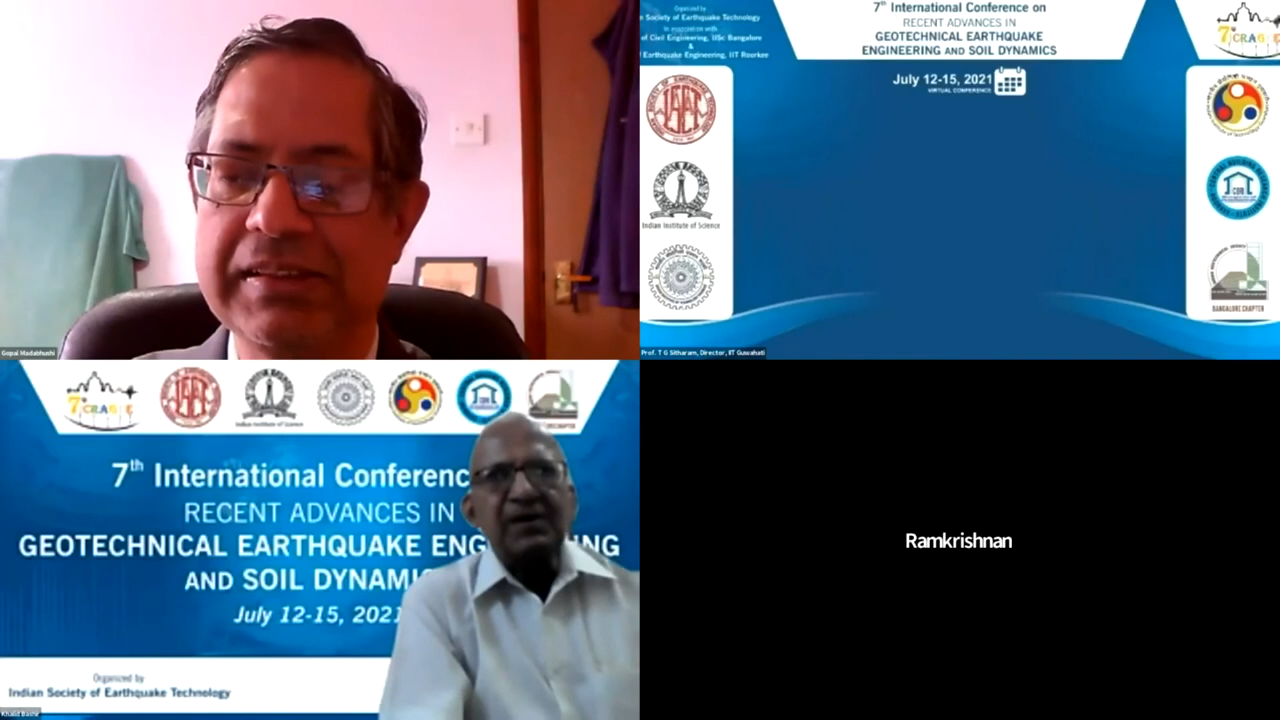 Gopal Madabhushi
Organized by
n Society of Earthquake Technology
in association with
of Civil Engineering, IISc Bangalore
&
Earthquake Engineering, IIT Roorkee
7th International Conference on
RECENT ADVANCES IN
GEOTECHNICAL EARTHQUAKE
ENGINEERING AND SOIL DYNAMICS
July 12-15, 2021
VIRTUAL CONFERENCE
Indian Institute of Science
CBRI
BANGALORE CHAPTER
Prof. T G Sitharam, Director, IIT Guwahati
Indian Institute of Science
7th International Conferenc
RECENT ADVANCES IN
GEOTECHNICAL EARTHQUAKE ENG NG
AND SOIL DYNAMI
July 12-15, 2021
Organized by
Indian Society of Earthquake Technology
Ramkrishnan